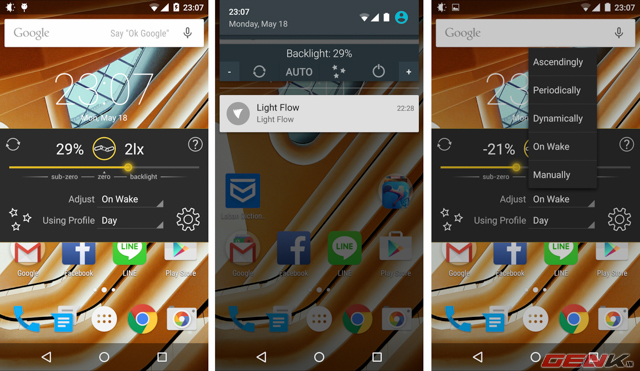 23:07
Google Say "Ok Google"
23:07
Mon, May 18
29% 2lx
sub-zero zero backlight
Adjust On Wake
Using Profile Day
Google Facebook LINE Play Store
23:07
Monday, May 18
Backlight: 29%
- AUTO +
Light Flow 22:28
Light Flow
Google Facebook LINE Play Store
23:07
Google
Ascendingly
Periodically
Dynamically
On Wake
Manually
-21%
sub-zero
Adjust On Wake
Using Profile Day
Google Facebook LINE Play Store
GENK